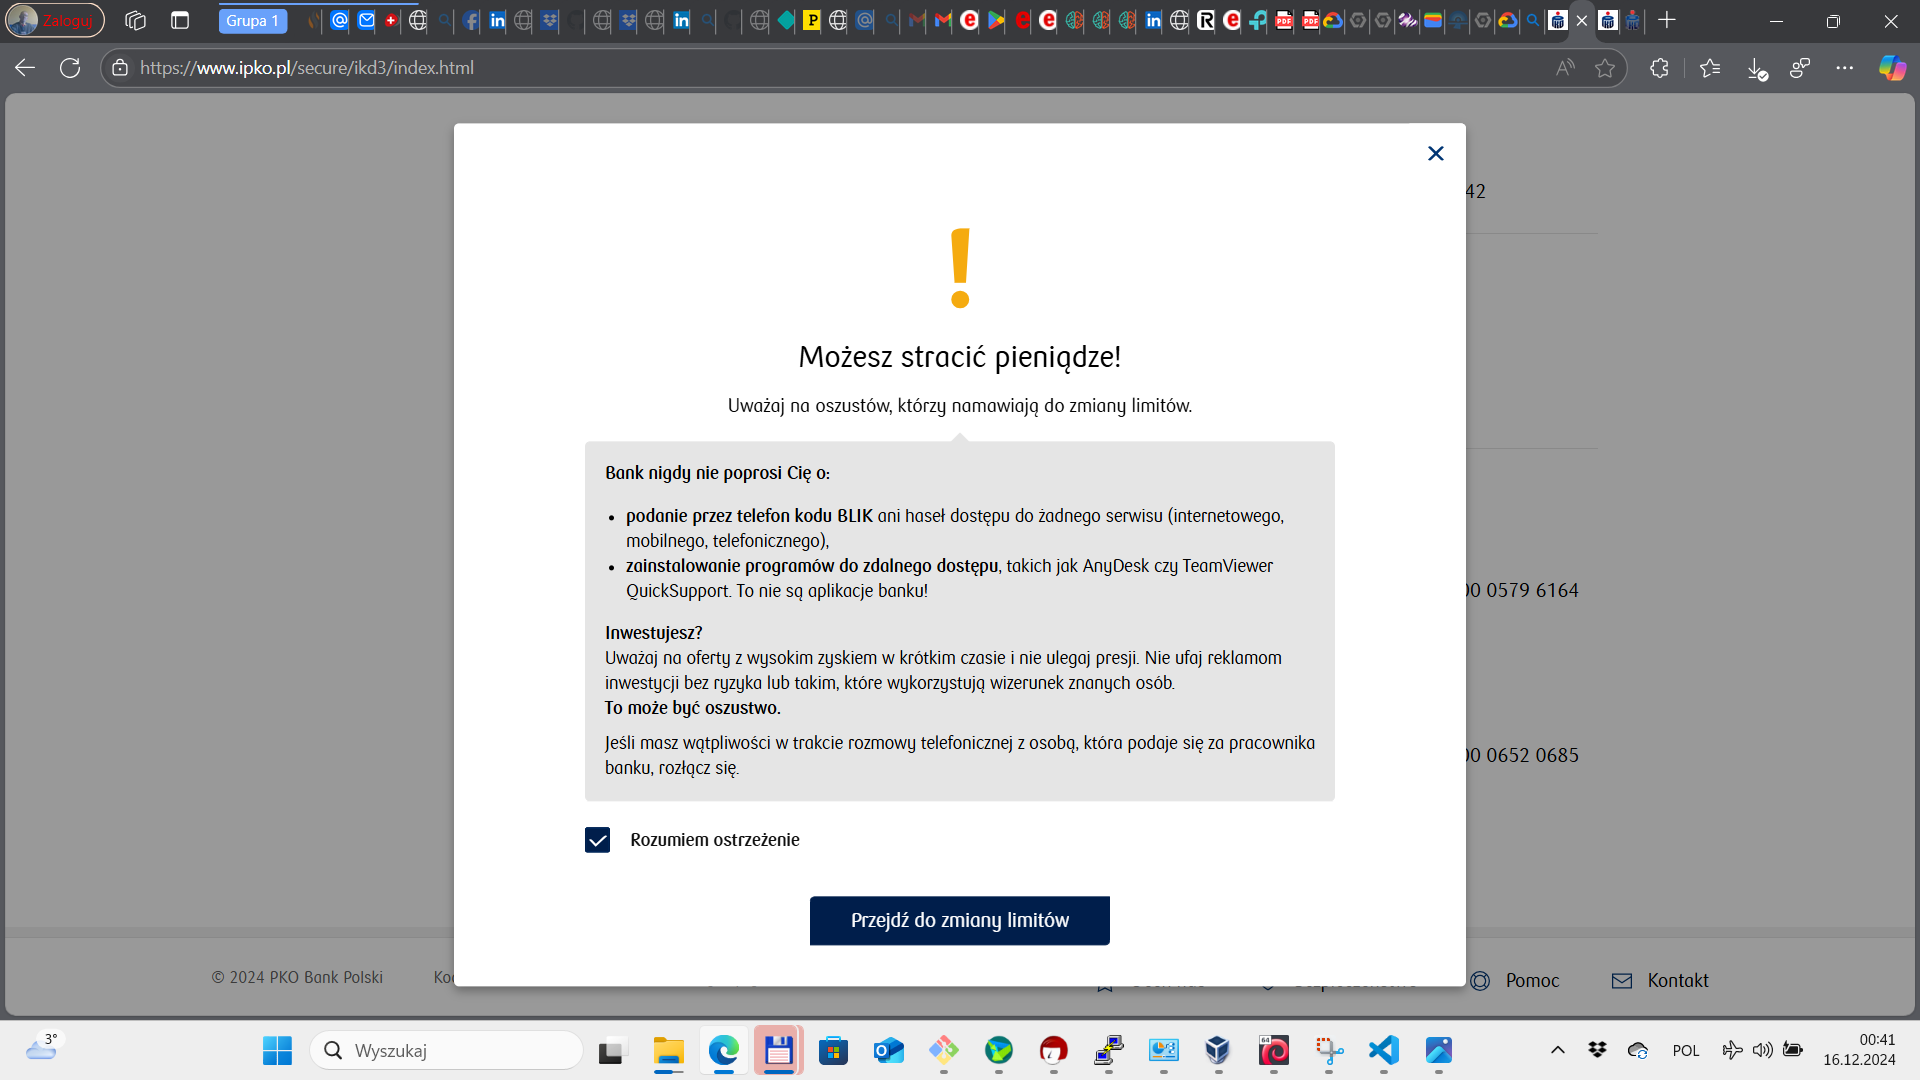 Zaloguj
Grupa 1
https://www.ipko.pl/secure/ikd3/index.html
42
Możesz stracić pieniądze!
Uważaj na oszustów, którzy namawiają do zmiany limitów.
Bank nigdy nie poprosi Cię o:
• podanie przez telefon kodu BLIK ani haseł dostępu do żadnego serwisu (internetowego,
mobilnego, telefonicznego),
• zainstalowanie programów do zdalnego dostępu, takich jak AnyDesk czy TeamViewer
QuickSupport. To nie są aplikacje banku!
00 0579 6164
Inwestujesz?
Uważaj na oferty z wysokim zyskiem w krótkim czasie i nie ulegaj presji. Nie ufaj reklamom
inwestycji bez ryzyka lub takim, które wykorzystują wizerunek znanych osób.
To może być oszustwo.
Jeśli masz wątpliwości w trakcie rozmowy telefonicznej z osobą, która podaje się za pracownika
banku, rozłącz się.
00 0652 0685
Rozumiem ostrzeżenie
Przejdź do zmiany limitów
© 2024 PKO Bank Polski
Pomoc
Kontakt
3°
Wyszukaj
POL
00:41
16.12.2024